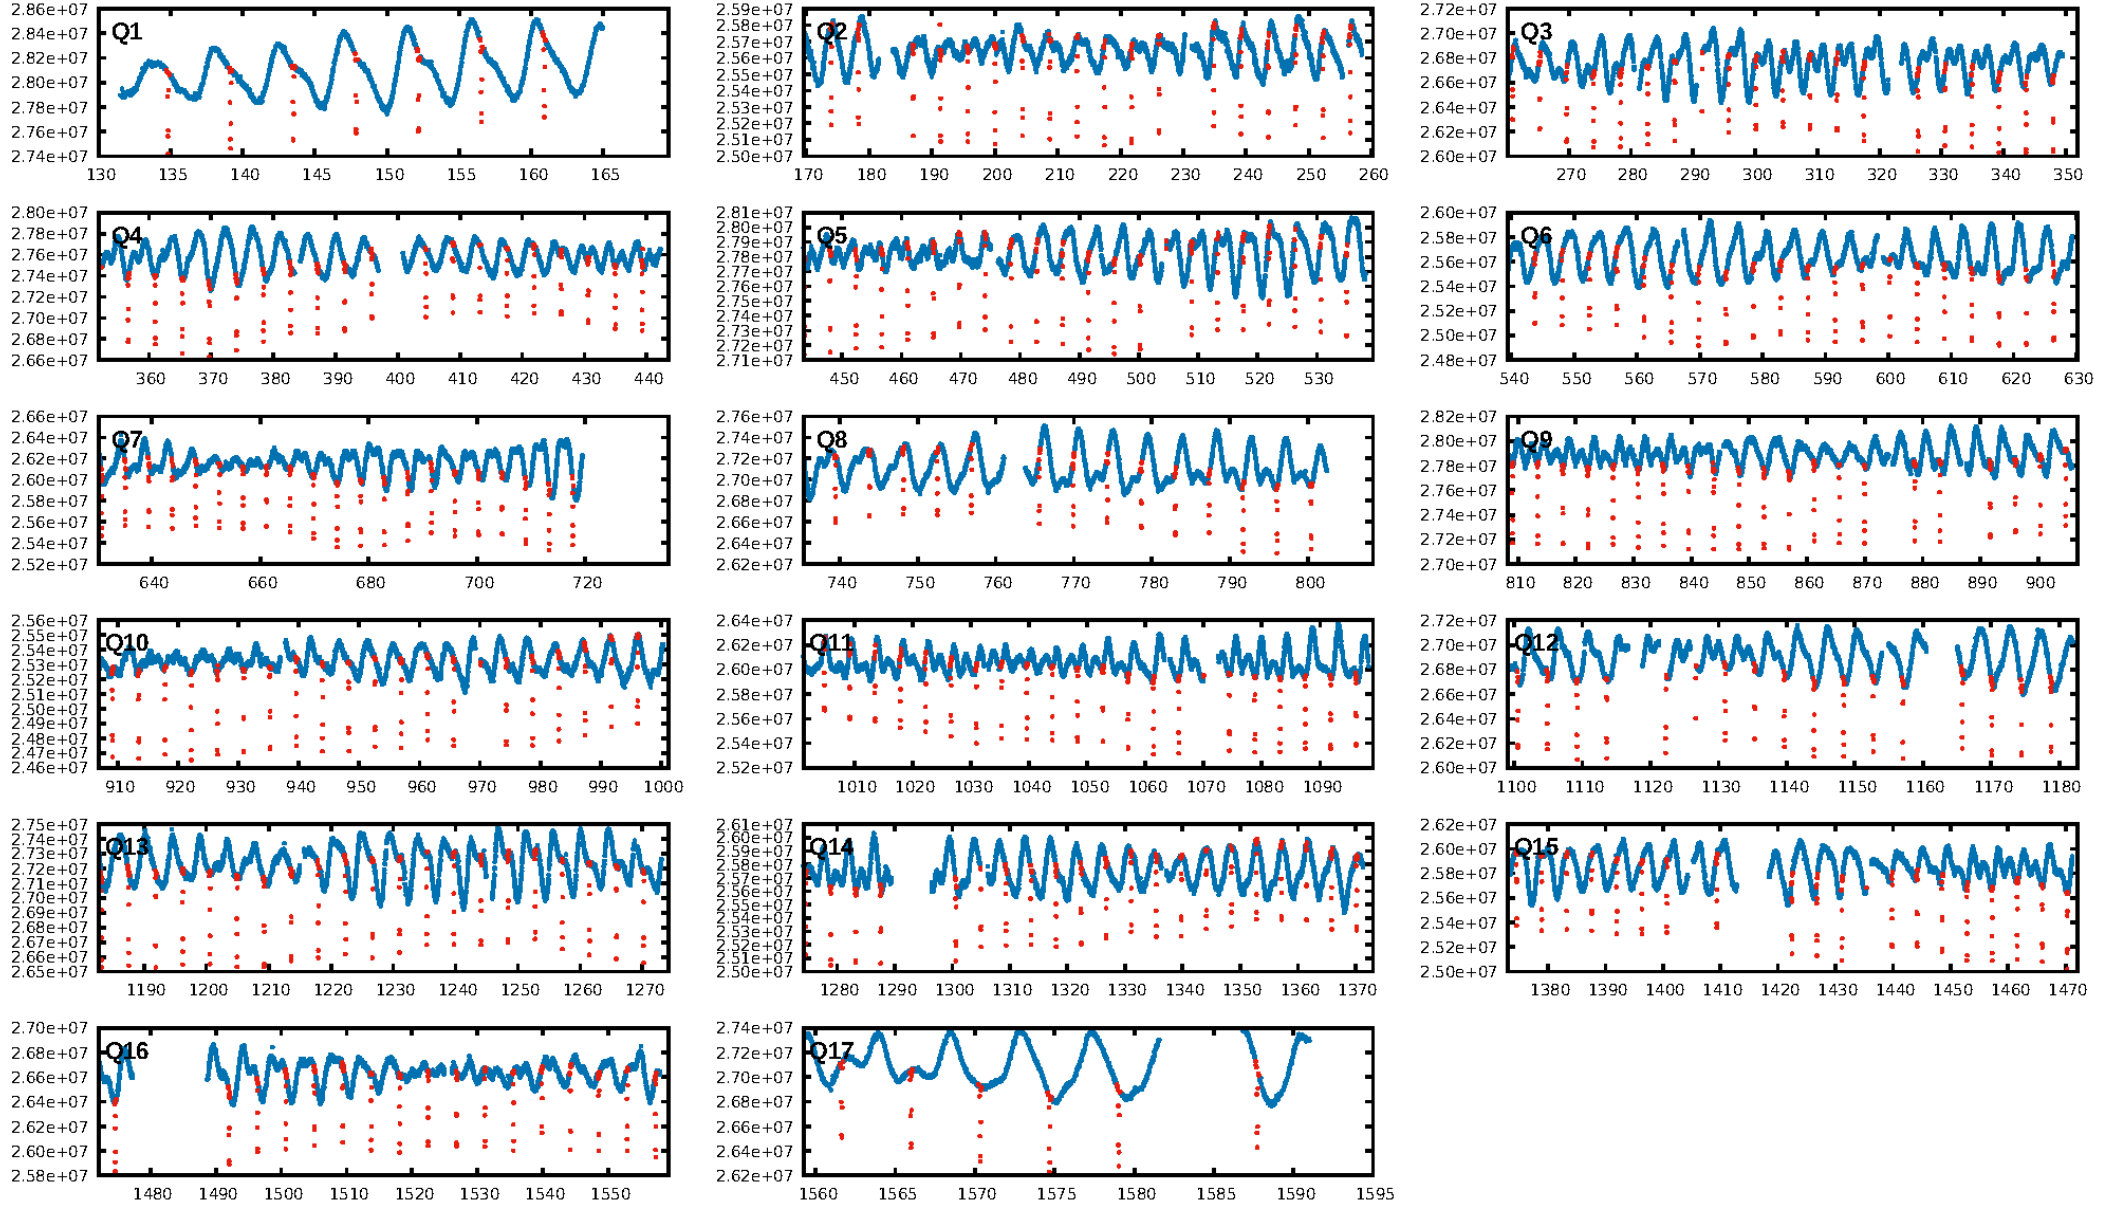 Q1
2.86e+07
2.84e+07
2.82e+07
2.80e+07
2.78e+07
2.76e+07
2.74e+07
130 135 140 145 150 155 160 165
Q2
2.59e+07
2.58e+07
2.57e+07
2.56e+07
2.55e+07
2.54e+07
2.53e+07
2.52e+07
2.51e+07
2.50e+07
170 180 190 200 210 220 230 240 250 260
Q3
2.72e+07
2.70e+07
2.68e+07
2.66e+07
2.64e+07
2.62e+07
2.60e+07
270 280 290 300 310 320 330 340 350
Q4
2.80e+07
2.78e+07
2.76e+07
2.74e+07
2.72e+07
2.70e+07
2.68e+07
2.66e+07
360 370 380 390 400 410 420 430 440
Q5
2.81e+07
2.80e+07
2.79e+07
2.78e+07
2.77e+07
2.76e+07
2.75e+07
2.74e+07
2.73e+07
2.72e+07
2.71e+07
450 460 470 480 490 500 510 520 530
Q6
2.60e+07
2.58e+07
2.56e+07
2.54e+07
2.52e+07
2.50e+07
2.48e+07
540 550 560 570 580 590 600 610 620 630
Q7
2.66e+07
2.64e+07
2.62e+07
2.60e+07
2.58e+07
2.56e+07
2.54e+07
2.52e+07
640 660 680 700 720
Q8
2.76e+07
2.74e+07
2.72e+07
2.70e+07
2.68e+07
2.66e+07
2.64e+07
2.62e+07
740 750 760 770 780 790 800
Q9
2.82e+07
2.80e+07
2.78e+07
2.76e+07
2.74e+07
2.72e+07
2.70e+07
810 820 830 840 850 860 870 880 890 900
Q10
2.56e+07
2.55e+07
2.54e+07
2.53e+07
2.52e+07
2.51e+07
2.50e+07
2.49e+07
2.48e+07
2.47e+07
2.46e+07
910 920 930 940 950 960 970 980 990 1000
Q11
2.64e+07
2.62e+07
2.60e+07
2.58e+07
2.56e+07
2.54e+07
2.52e+07
1010 1020 1030 1040 1050 1060 1070 1080 1090
Q12
2.72e+07
2.70e+07
2.68e+07
2.66e+07
2.64e+07
2.62e+07
2.60e+07
1100 1110 1120 1130 1140 1150 1160 1170 1180
Q13
2.75e+07
2.74e+07
2.73e+07
2.72e+07
2.71e+07
2.70e+07
2.69e+07
2.68e+07
2.67e+07
2.66e+07
2.65e+07
1190 1200 1210 1220 1230 1240 1250 1260 1270
Q14
2.61e+07
2.60e+07
2.59e+07
2.58e+07
2.57e+07
2.56e+07
2.55e+07
2.54e+07
2.53e+07
2.52e+07
2.51e+07
2.50e+07
1280 1290 1300 1310 1320 1330 1340 1350 1360 1370
Q15
2.62e+07
2.60e+07
2.58e+07
2.56e+07
2.54e+07
2.52e+07
2.50e+07
1380 1390 1400 1410 1420 1430 1440 1450 1460 1470
Q16
2.70e+07
2.68e+07
2.66e+07
2.64e+07
2.62e+07
2.60e+07
2.58e+07
1480 1490 1500 1510 1520 1530 1540 1550
Q17
2.74e+07
2.72e+07
2.70e+07
2.68e+07
2.66e+07
2.64e+07
2.62e+07
1560 1565 1570 1575 1580 1585 1590 1595